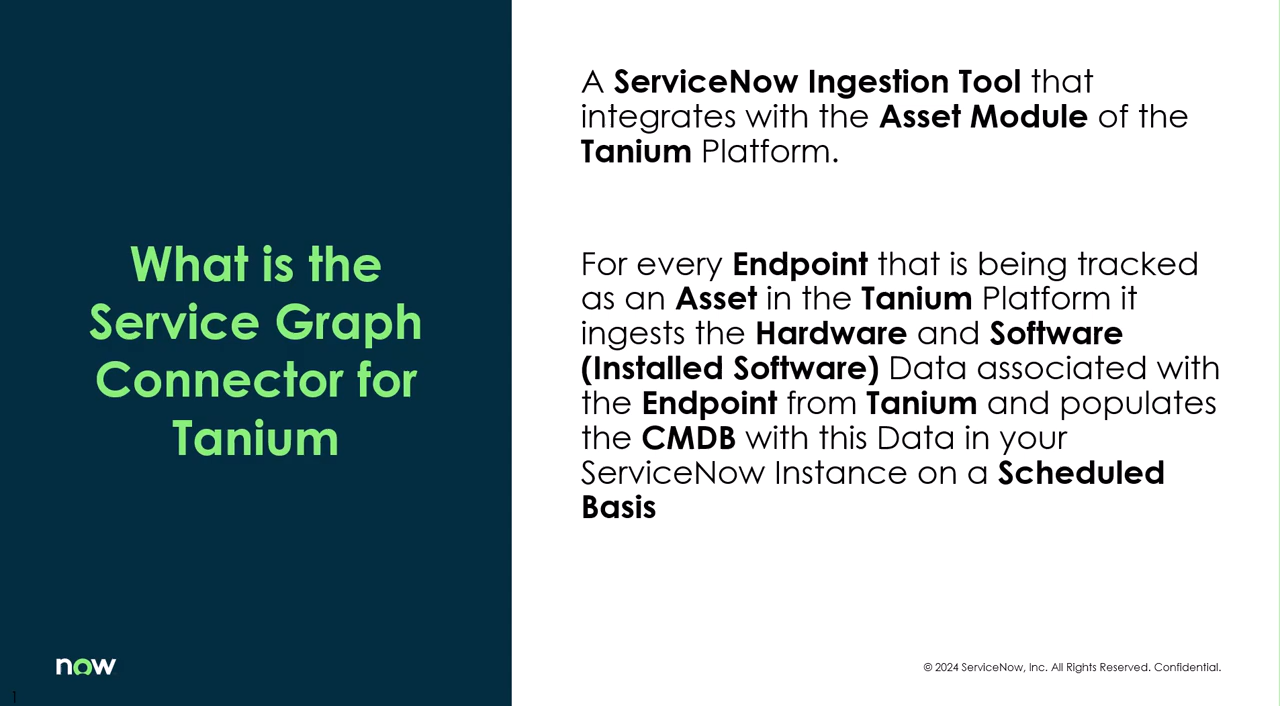 What is the
Service Graph
Connector for
Tanium
A ServiceNow Ingestion Tool that
integrates with the Asset Module of the
Tanium Platform.
For every Endpoint that is being tracked
as an Asset in the Tanium Platform it
ingests the Hardware and Software
(Installed Software) Data associated with
the Endpoint from Tanium and populates
the CMDB with this Data in your
ServiceNow Instance on a Scheduled
Basis
now
© 2024 ServiceNow, Inc. All Rights Reserved. Confidential.
1